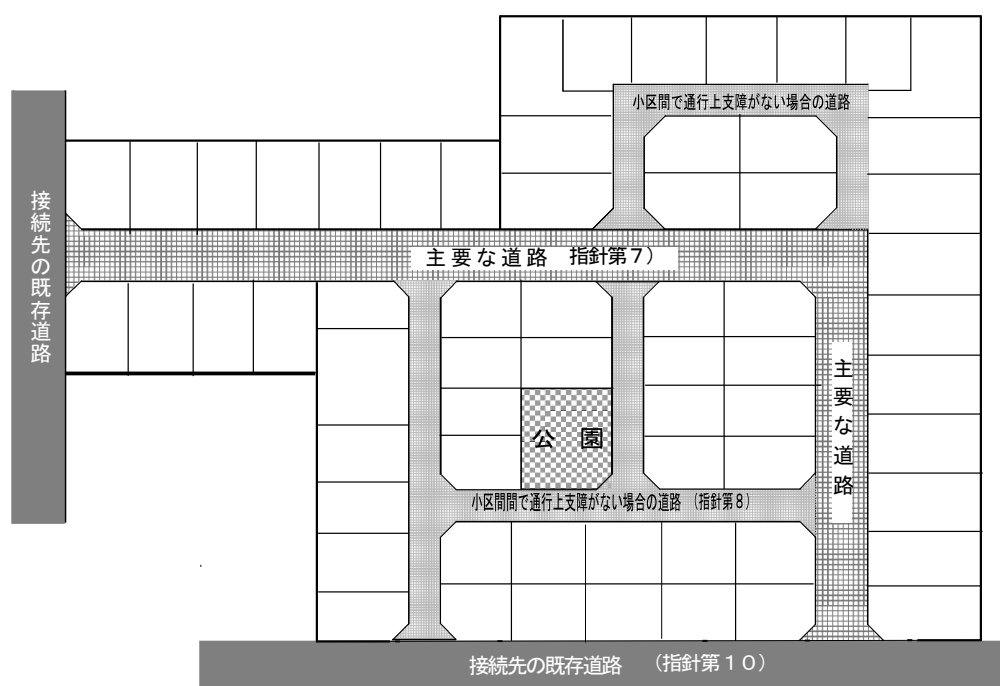 小区間で通行上支障がない場合の道路
接続先の既存道路
主要な道路　指針第７）
主要な道路
公　園
小区間間で通行上支障がない場合の道路　（指針第８）
接続先の既存道路　（指針第１０）